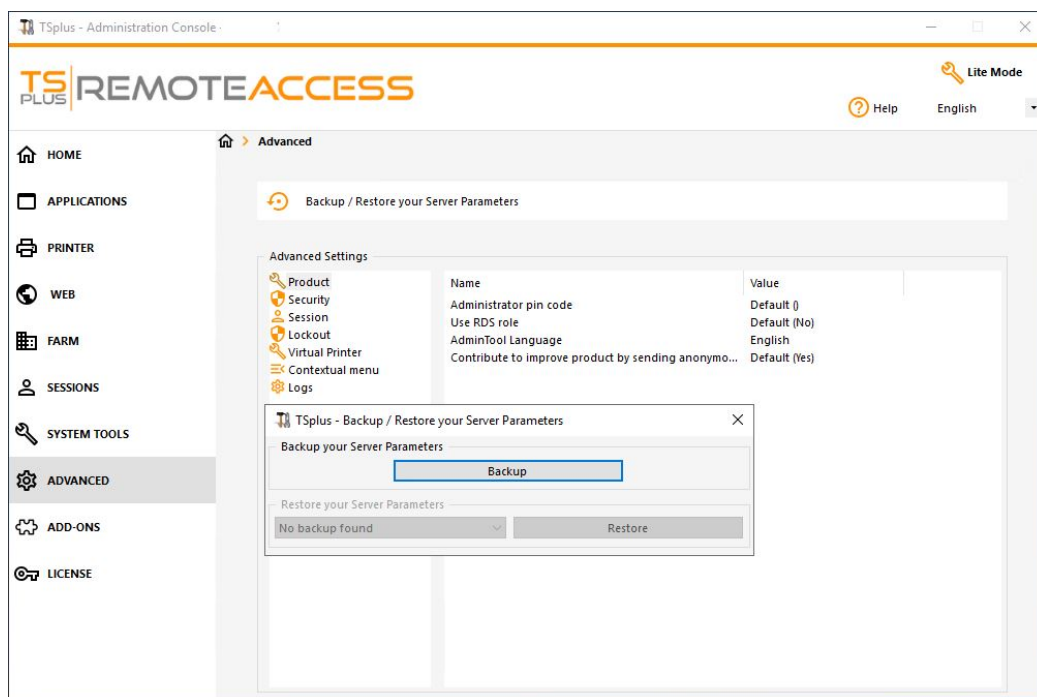 TSplus - Administration Console -
TS PLUS REMOTEACCESS
Lite Mode
Help
English
HOME
APPLICATIONS
PRINTER
WEB
FARM
SESSIONS
SYSTEM TOOLS
ADVANCED
ADD-ONS
LICENSE
Advanced
Backup / Restore your Server Parameters
Advanced Settings
Product
Security
Session
Lockout
Virtual Printer
Contextual menu
Logs
Name Value
Administrator pin code Default ()
Use RDS role Default (No)
AdminTool Language English
Contribute to improve product by sending anonymo... Default (Yes)
TSplus - Backup / Restore your Server Parameters
Backup your Server Parameters
Backup
Restore your Server Parameters
No backup found
Restore